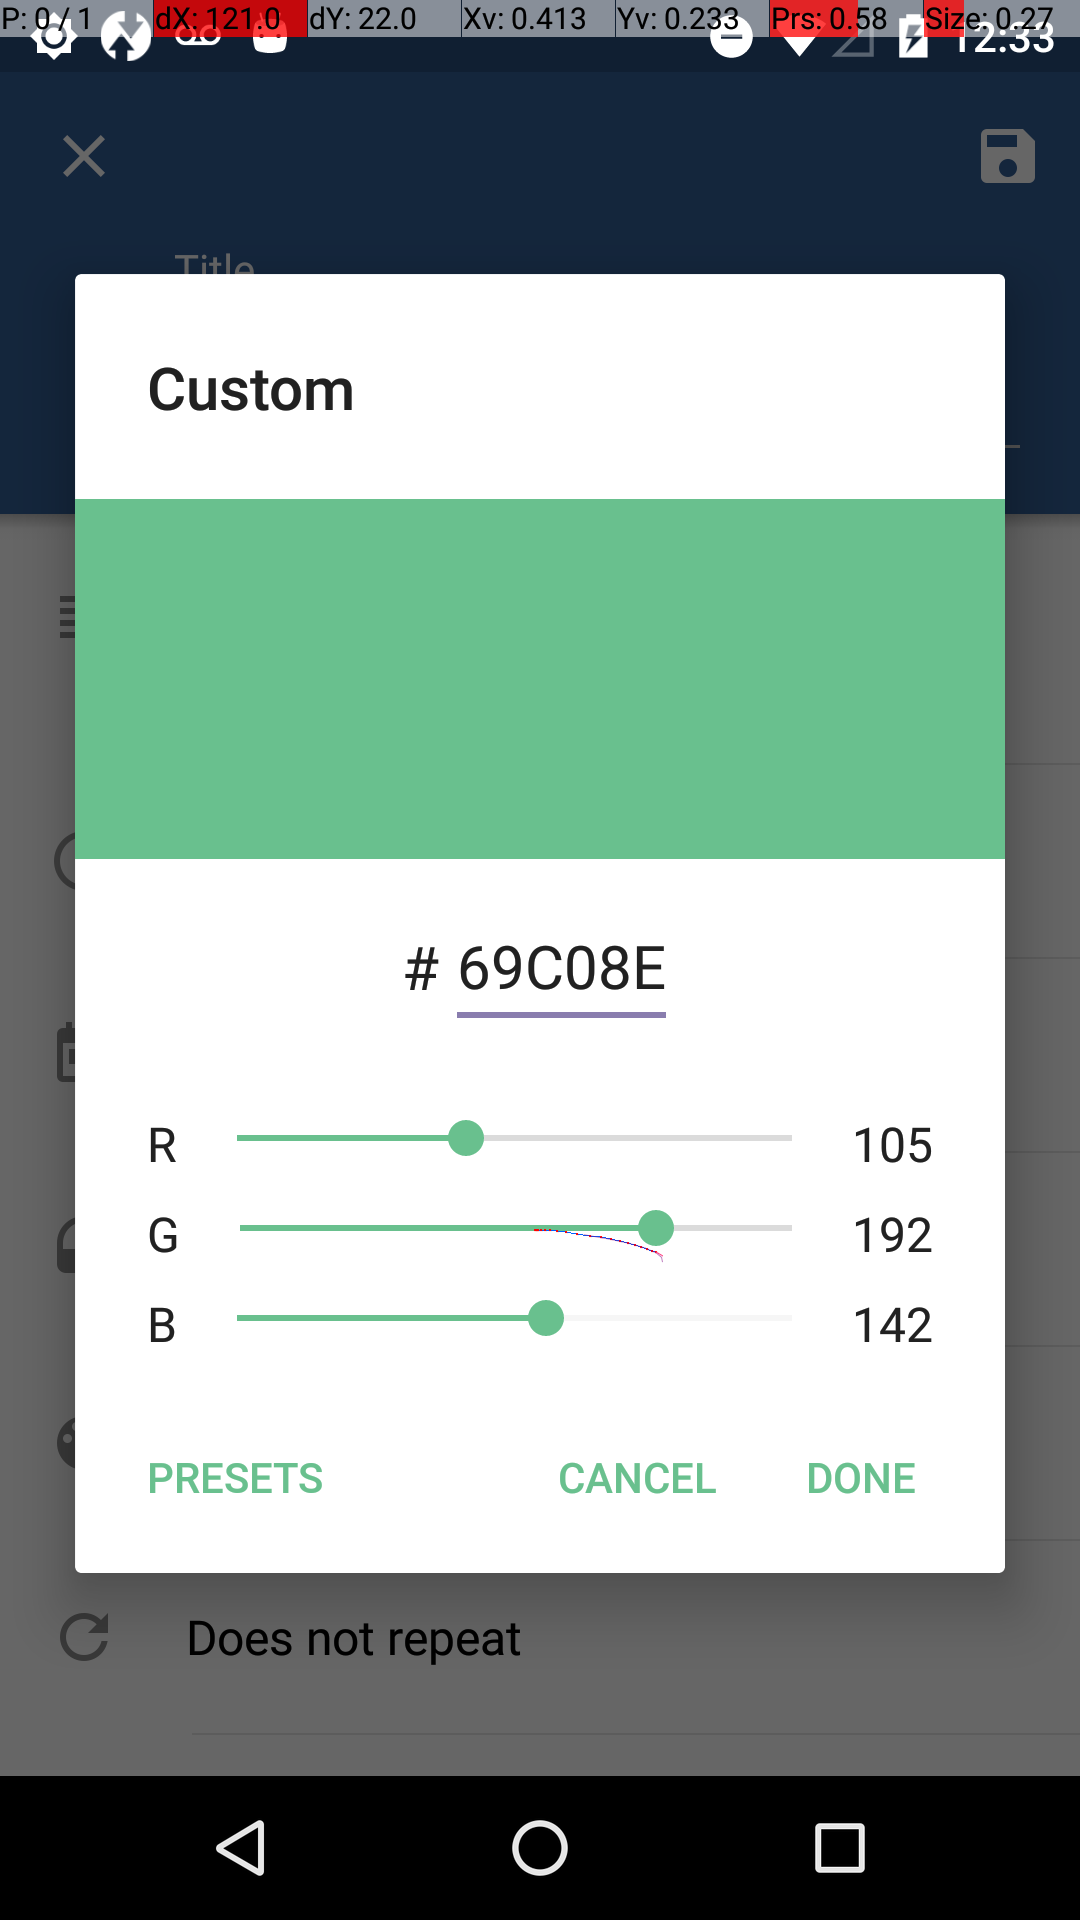 P: 0 / 1 dX: 121.0 dY: 22.0 Xv: 0.413 Yv: 0.233 Prs: 0.58 Size: 0.27
12:33
Title
Custom
# 69C08E
R 105
G 192
B 142
PRESETS CANCEL DONE
Does not repeat